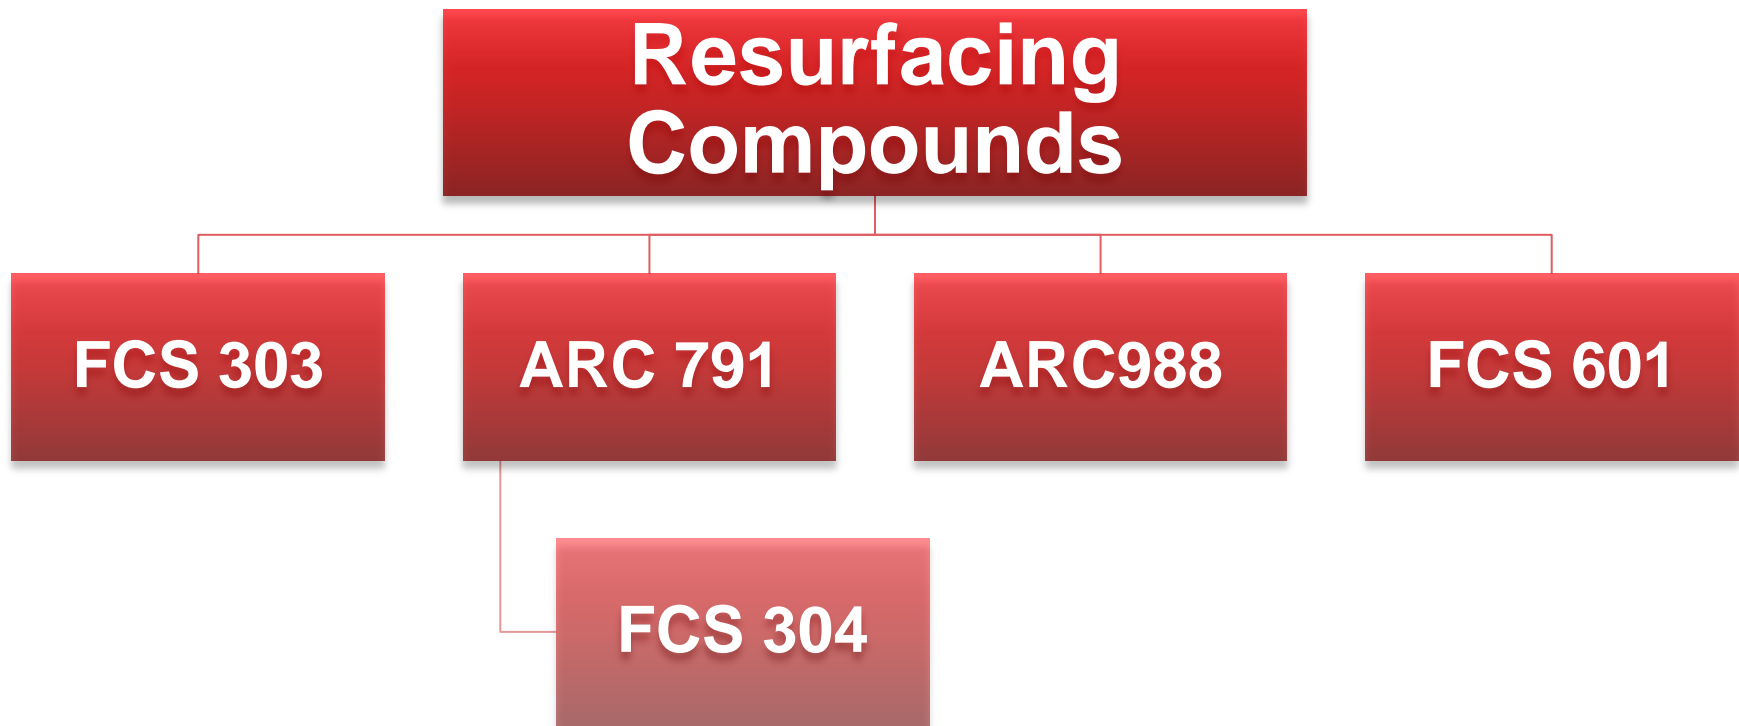 Resurfacing
Compounds
FCS 303
ARC 791
ARC988
FCS 601
FCS 304